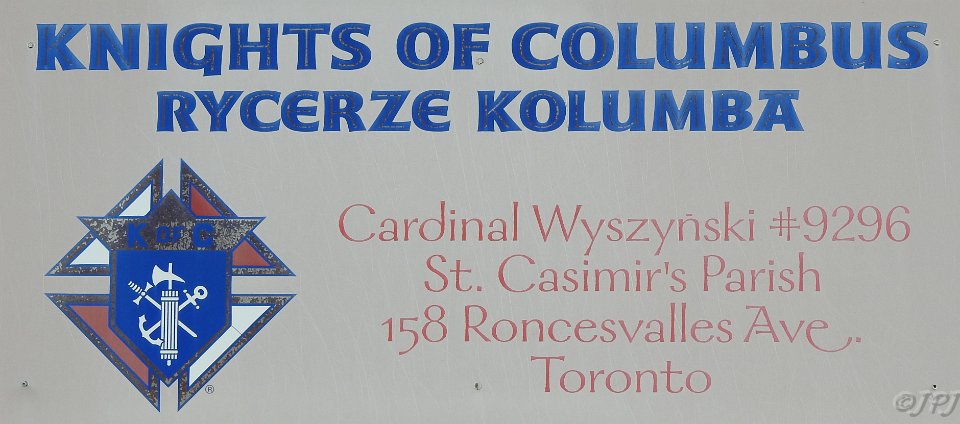 KNIGHTS OF COLUMBUS
RYCERZE KOLUMBA
K OF C
®
Cardinal Wyszyński #9296
St. Casimir's Parish
158 Roncesvalles Ave.
Toronto
©JPJ